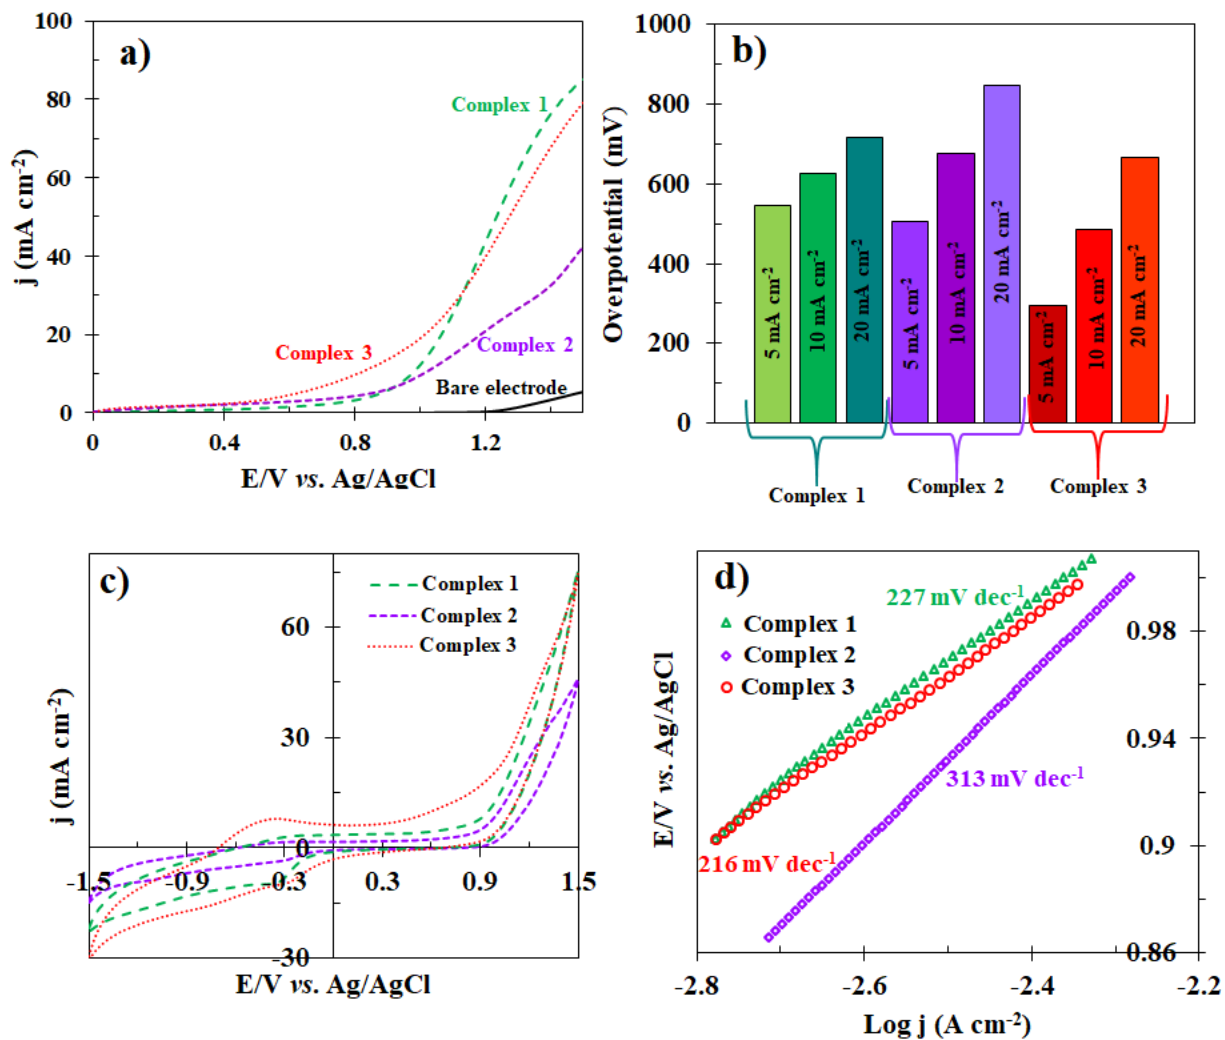 a)
100
80
60
40
20
0
j (mA cm-2)
Complex 1
Complex 3
Complex 2
Bare electrode
0
0.4
0.8
1.2
E/V vs. Ag/AgCl
b)
1000
800
600
400
200
0
Overpotential (mV)
5 mA cm-2
10 mA cm-2
20 mA cm-2
5 mA cm-2
10 mA cm-2
20 mA cm-2
5 mA cm-2
10 mA cm-2
20 mA cm-2
Complex 1
Complex 2
Complex 3
c)
Complex 1
Complex 2
Complex 3
60
30
0
-30
j (mA cm-2)
-1.5
-0.9
-0.3
0.3
0.9
1.5
E/V vs. Ag/AgCl
d)
227 mV dec-1
Complex 1
Complex 2
Complex 3
313 mV dec-1
216 mV dec-1
E/V vs. Ag/AgCl
0.98
0.94
0.9
0.86
-2.8
-2.6
-2.4
-2.2
Log j (A cm-2)